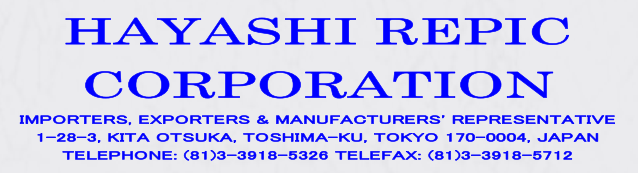 HAYASHI REPIC
CORPORATION
IMPORTERS, EXPORTERS & MANUFACTURERS' REPRESENTATIVE
1-28-3, KITA OTSUKA, TOSHIMA-KU, TOKYO 170-0004, JAPAN
TELEPHONE: (81)3-3918-5326 TELEFAX: (81)3-3918-5712